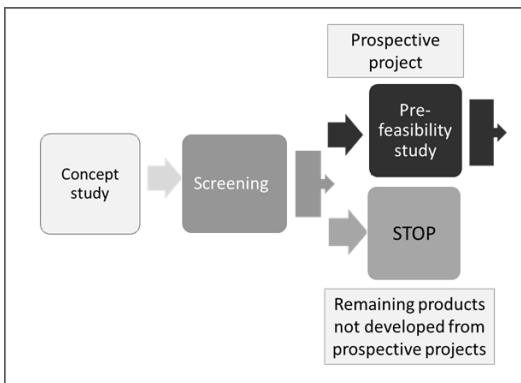 Prospective
project
Pre-
feasibility
study
Concept
study
Screening
STOP
Remaining products
not developed from
prospective projects